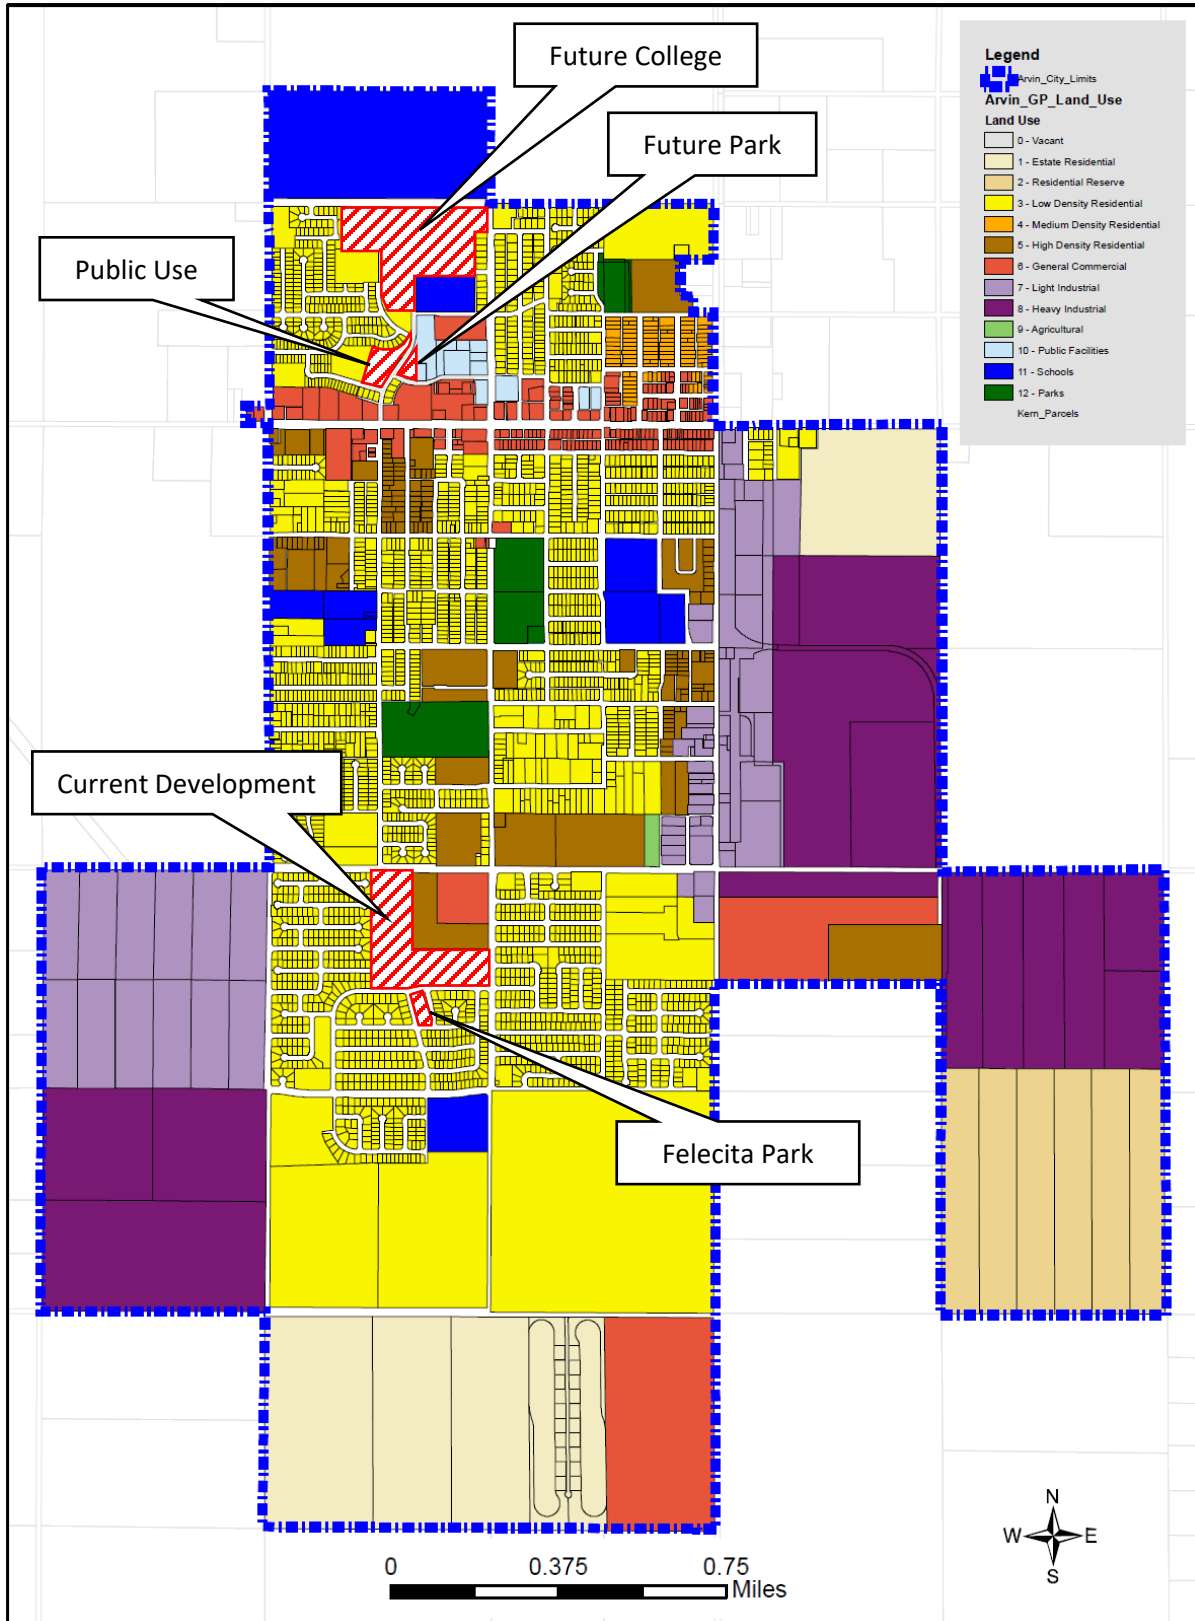 Future College
Future Park
Public Use
Current Development
Felecita Park
Legend
Arvin_City_Limits
Arvin_GP_Land_Use
Land Use
0 - Vacant
1 - Estate Residential
2 - Residential Reserve
3 - Low Density Residential
4 - Medium Density Residential
5 - High Density Residential
6 - General Commercial
7 - Light Industrial
8 - Heavy Industrial
9 - Agricultural
10 - Public Facilities
11 - Schools
12 - Parks
Kern_Parcels
N
W E
S
0 0.375 0.75
Miles